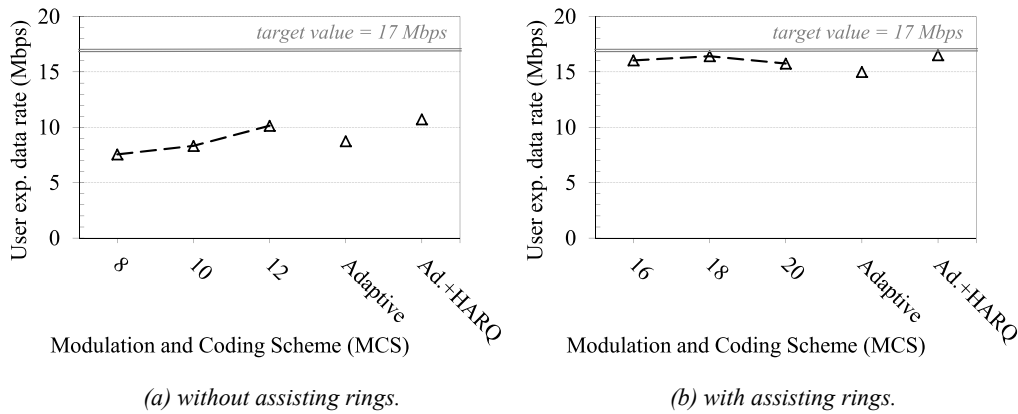 User exp. data rate (Mbps)
20
15
10
5
0
target value = 17 Mbps
8
10
12
Adaptive
Ad.+HARQ
Modulation and Coding Scheme (MCS)
(a) without assisting rings.
User exp. data rate (Mbps)
20
15
10
5
0
target value = 17 Mbps
16
18
20
Adaptive
Ad.+HARQ
Modulation and Coding Scheme (MCS)
(b) with assisting rings.